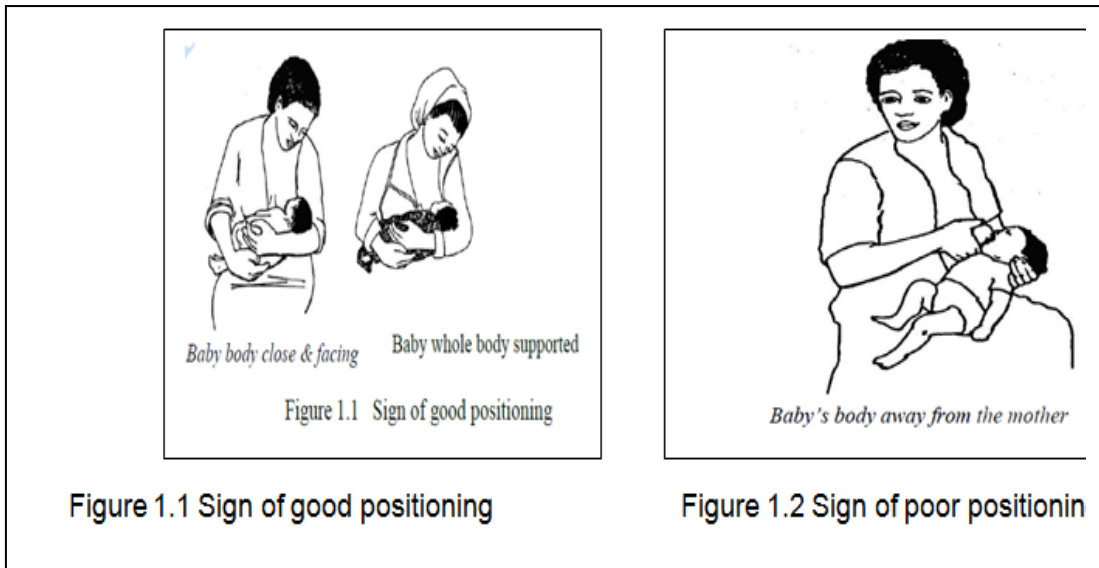 Baby body close & facing
Baby whole body supported
Figure 1.1 Sign of good positioning
Baby's body away from the mother
Figure 1.1 Sign of good positioning
Figure 1.2 Sign of poor positionin